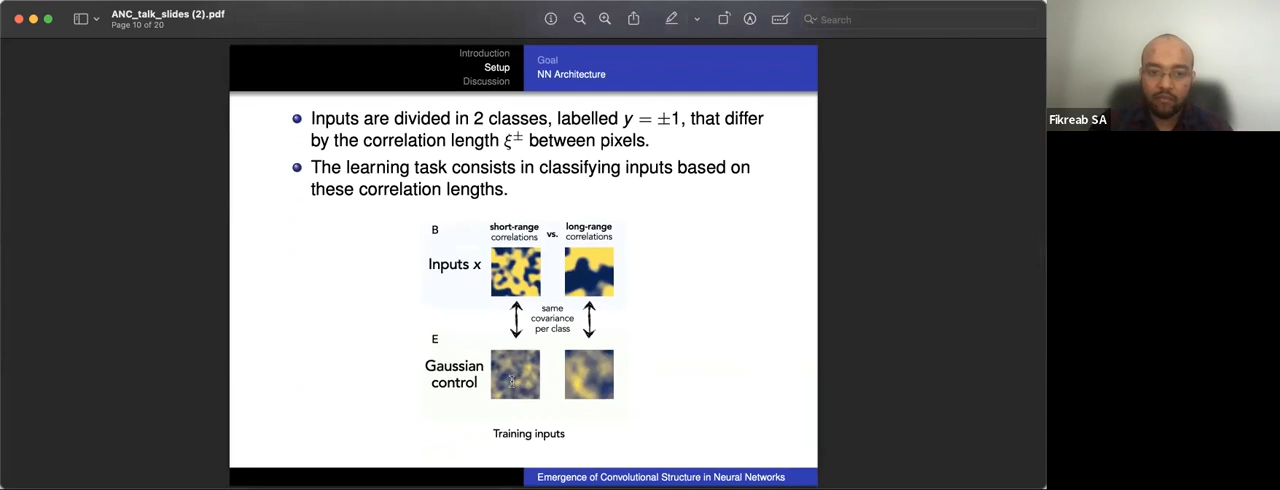 ANC_talk_slides (2).pdf
Page 10 of 20
Search
Introduction
Setup
Discussion
Goal
NN Architecture
Inputs are divided in 2 classes, labelled y = ±1, that differ
by the correlation length ξ± between pixels.
The learning task consists in classifying inputs based on
these correlation lengths.
B
short-range
correlations
vs.
long-range
correlations
Inputs x
same
covariance
per class
E
Gaussian
control
Training inputs
Emergence of Convolutional Structure in Neural Networks
Fikreab SA